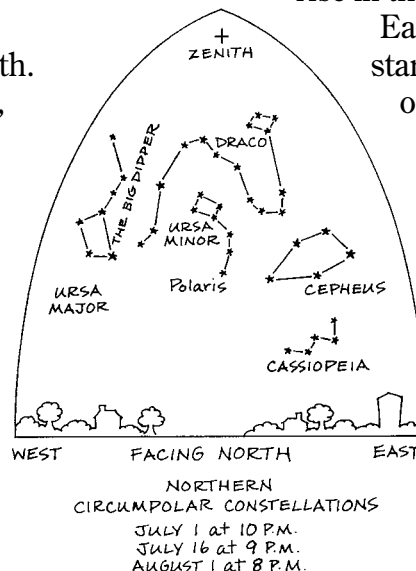 rise in th
Ea
th.
star
,
o
ZENITH
DRACO
THE BIG DIPPER
URSA
MINOR
URSA
MAJOR
Polaris
CEPHEUS
CASSIOPEIA
WEST FACING NORTH EAST
NORTHERN
CIRCUMPOLAR CONSTELLATIONS
JULY 1 at 10 P.M.
JULY 16 at 9 P.M.
AUGUST 1 at 8 P.M.